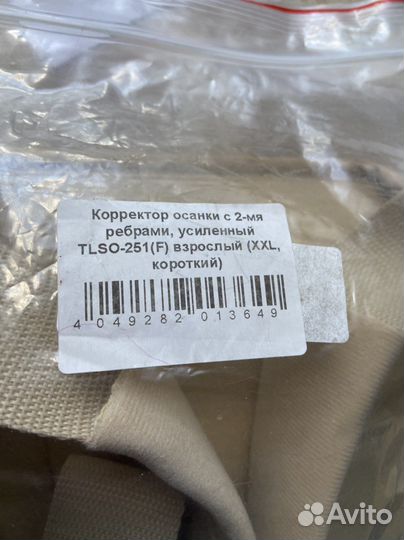 Корректор осанки с 2-мя
ребрами, усиленный
TLSO-251(F) взрослый (XXL,
короткий)
4 049282 013649
Avito